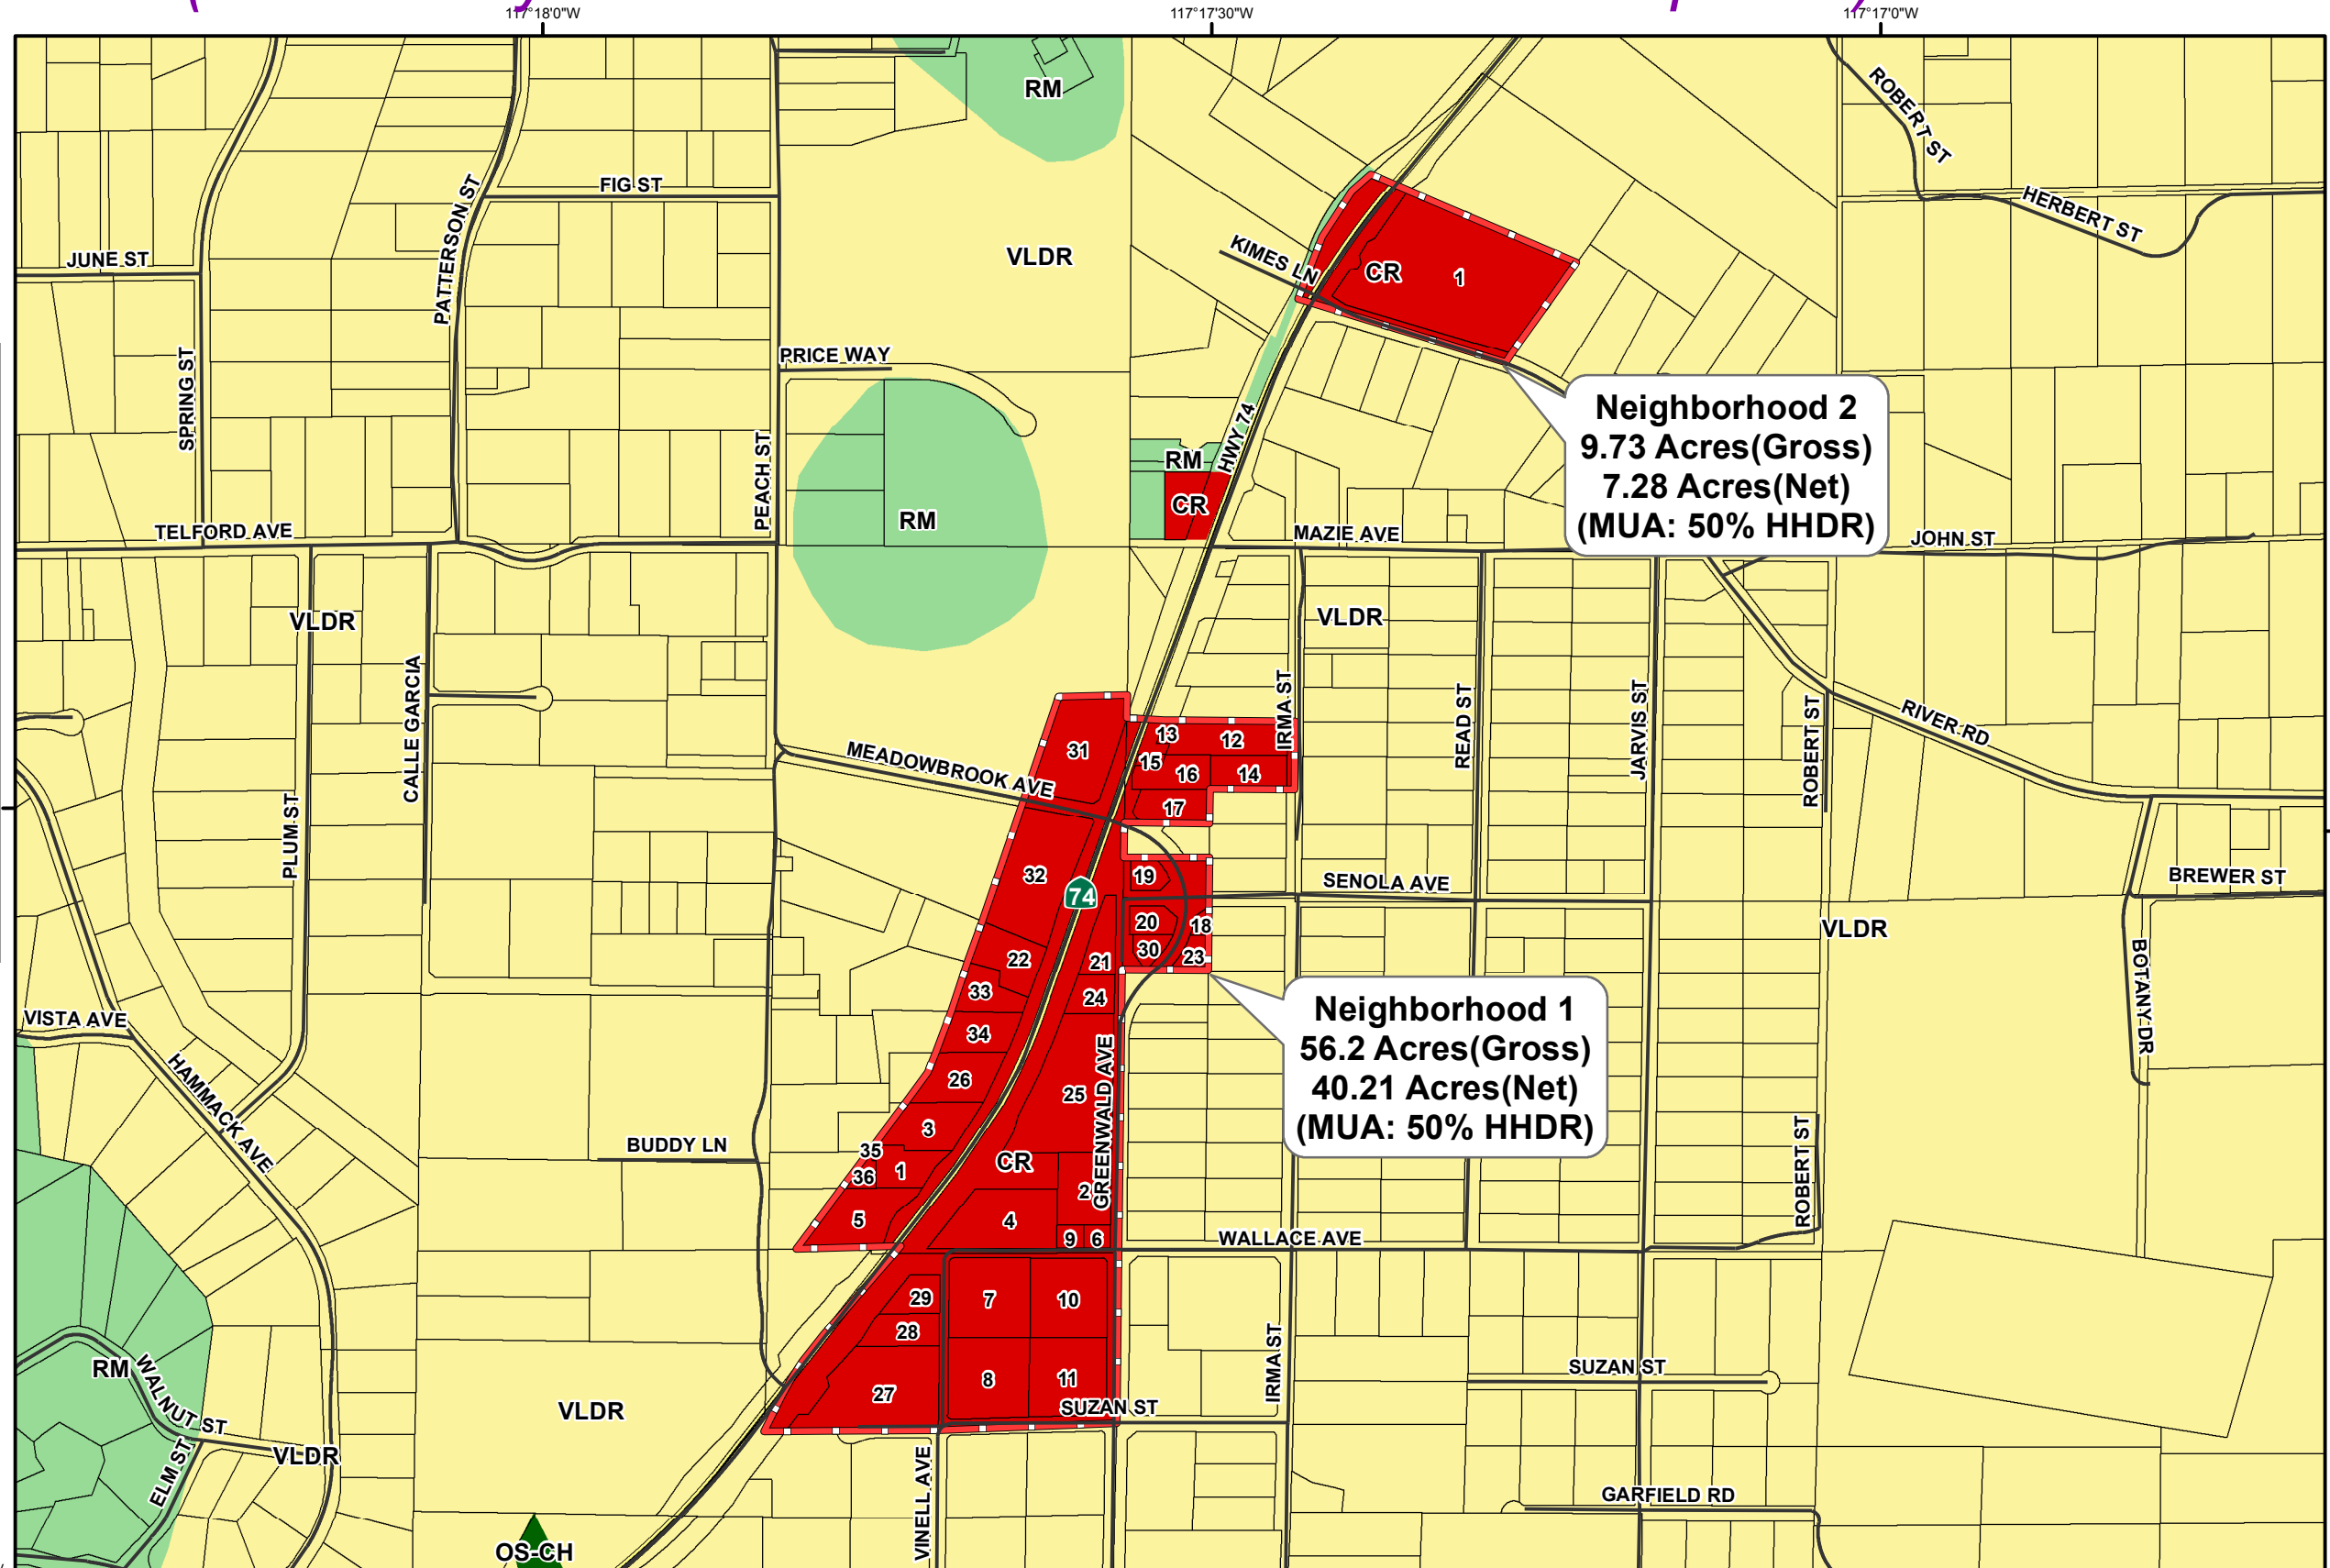 117°18'0"W
117°17'30"W
117°17'0"W
RM
ROBERT ST
FIG ST
PATTERSON ST
HERBERT ST
JUNE ST
VLDR
KIMES LN
CR
1
SPRING ST
PRICE WAY
HWY 74
PEACH ST
Neighborhood 2
9.73 Acres(Gross)
7.28 Acres(Net)
(MUA: 50% HHDR)
RM
CR
RM
TELFORD AVE
MAZIE AVE
JOHN ST
VLDR
VLDR
CALLE GARCIA
IRMA ST
READ ST
JARVIS ST
ROBERT ST
RIVER RD
31
13
12
15
16
14
17
MEADOWBROOK AVE
PLUM ST
32
74
19
SENOLA AVE
BREWER ST
20
18
VLDR
30
23
22
21
33
24
BOTANY DR
Neighborhood 1
56.2 Acres(Gross)
40.21 Acres(Net)
(MUA: 50% HHDR)
VISTA AVE
34
HAMMACK AVE
26
25
GREENWALD AVE
3
BUDDY LN
35
36
1
CR
2
ROBERT ST
5
4
9
6
WALLACE AVE
29
7
10
28
RM
WALNUT ST
IRMA ST
SUZAN ST
27
8
11
SUZAN ST
VLDR
VLDR
ELM ST
VINELL AVE
GARFIELD RD
OS-CH